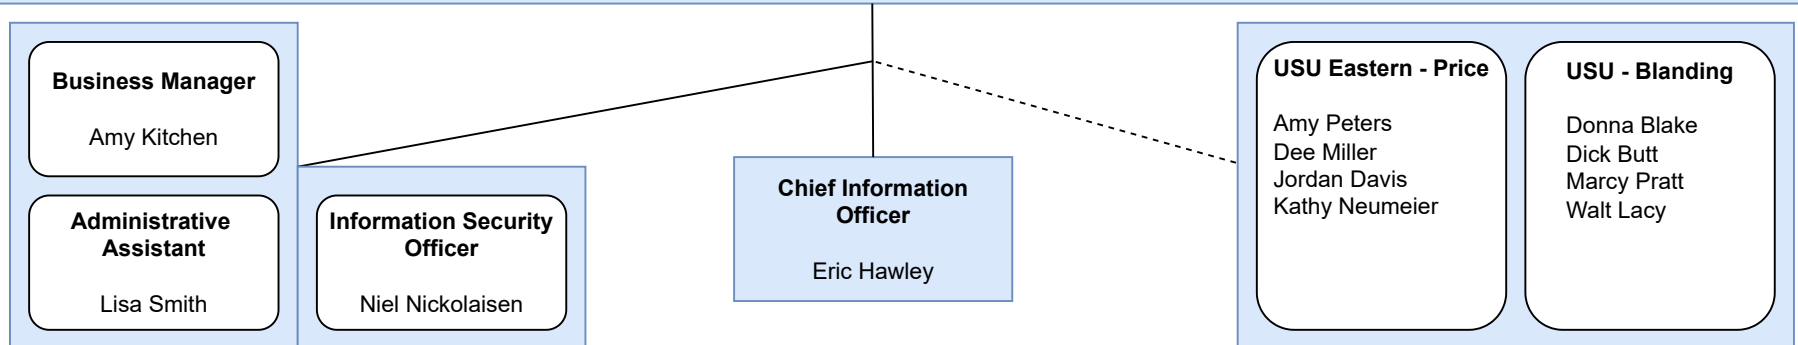 Business Manager
Amy Kitchen
Administrative
Assistant
Lisa Smith
Information Security
Officer
Niel Nickolaisen
Chief Information
Officer
Eric Hawley
USU Eastern - Price
Amy Peters
Dee Miller
Jordan Davis
Kathy Neumeier
USU - Blanding
Donna Blake
Dick Butt
Marcy Pratt
Walt Lacy